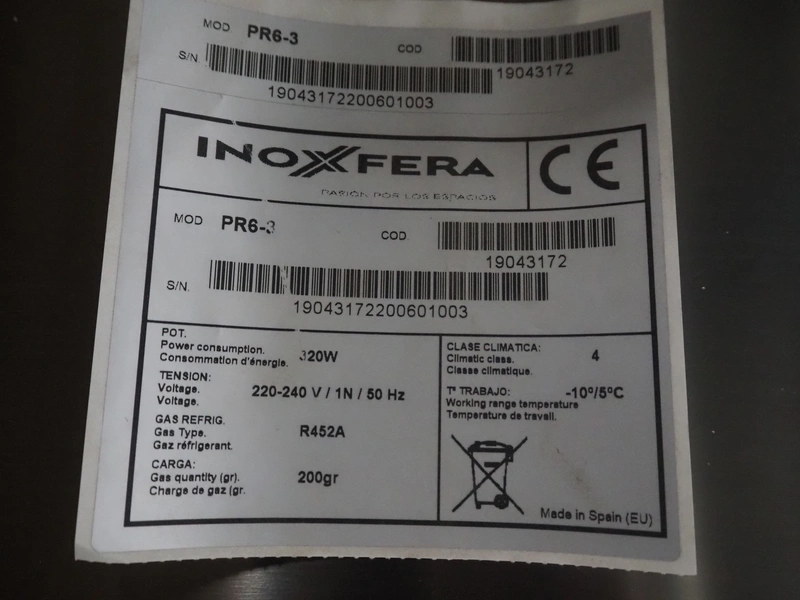 MOD PR6-3 COD
S/N 19043172
19043172200601003
INOXFERA CE
PASIÓN POR LOS ESPACIOS
MOD PR6-3 COD.
19043172
S/N.
19043172200601003
POT.
Power consumption.
Consommation d'énergie. 320W
TENSION:
Voltage. 220-240 V / 1N / 50 Hz
Voltage.
GAS REFRIG.
Gas Type. R452A
Gaz réfrigerant.
CARGA:
Gas quantity (gr). 200gr
Charge de gaz (gr.
CLASE CLIMATICA:
Climatic class. 4
Classe climatique.
Tª TRABAJO: -10º/5ºC
Working range temperature
Temperature de travail.
Made in Spain (EU)